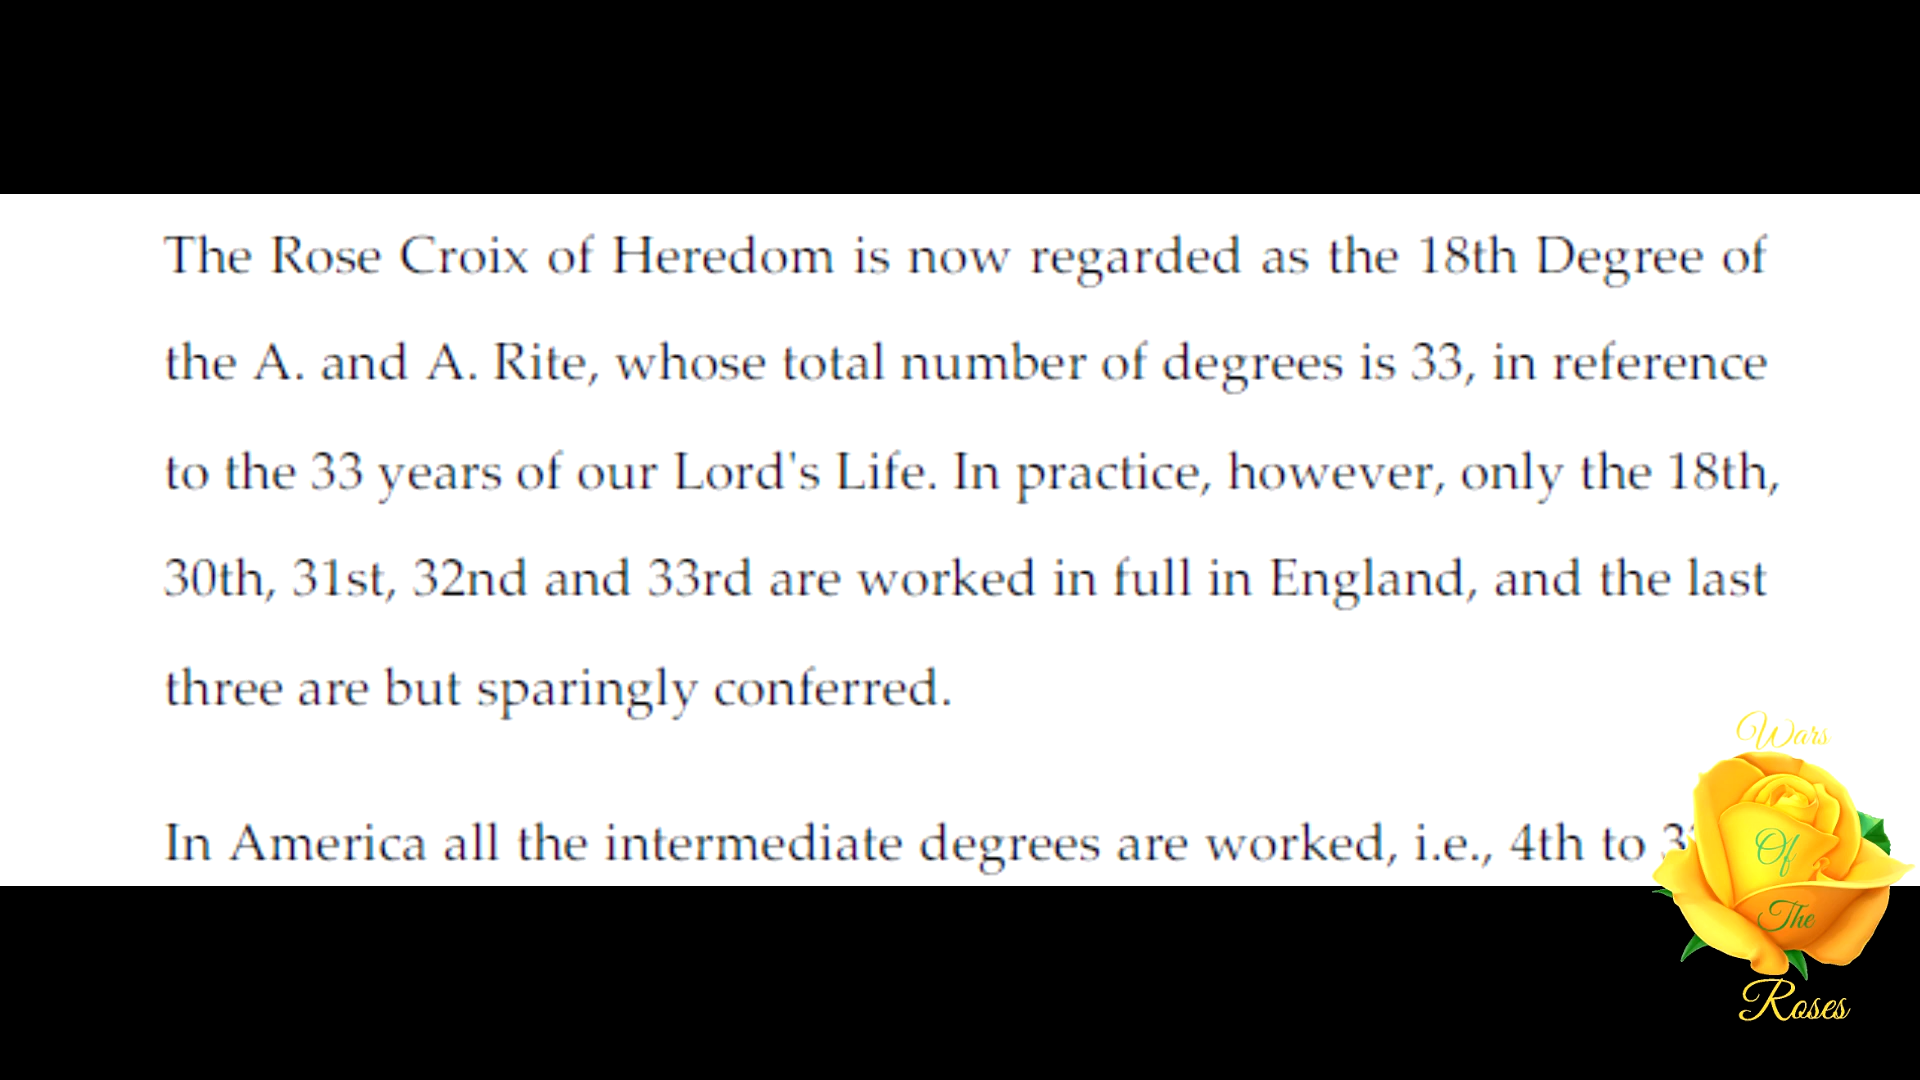 The Rose Croix of Heredom is now regarded as the 18th Degree of
the A. and A. Rite, whose total number of degrees is 33, in reference
to the 33 years of our Lord's Life. In practice, however, only the 18th,
30th, 31st, 32nd and 33rd are worked in full in England, and the last
three are but sparingly conferred.
In America all the intermediate degrees are worked, i.e., 4th to
Wars
Of
The
Roses